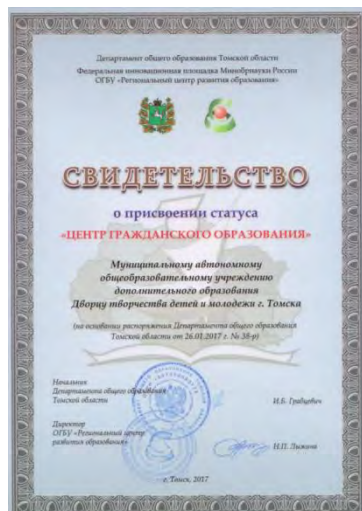 Департамент общего образования Томской области
Федеральная инновационная площадка Минобрнауки России
ОГБУ «Региональный центр развития образования»
СВИДЕТЕЛЬСТВО
о присвоении статуса
«ЦЕНТР ГРАЖДАНСКОГО ОБРАЗОВАНИЯ»
Муниципальному автономному
общеобразовательному учреждению
дополнительного образования
Дворцу творчества детей и молодежи г. Томска
(на основании распоряжения Департамента общего образования
Томской области от 26.01.2017 г. № 38-р)
Начальник
Департамента общего образования
Томской области
И.Б. Грабцевич
Директор
ОГБУ «Региональный центр
развития образования»
Н.П. Лыжина
г. Томск, 2017